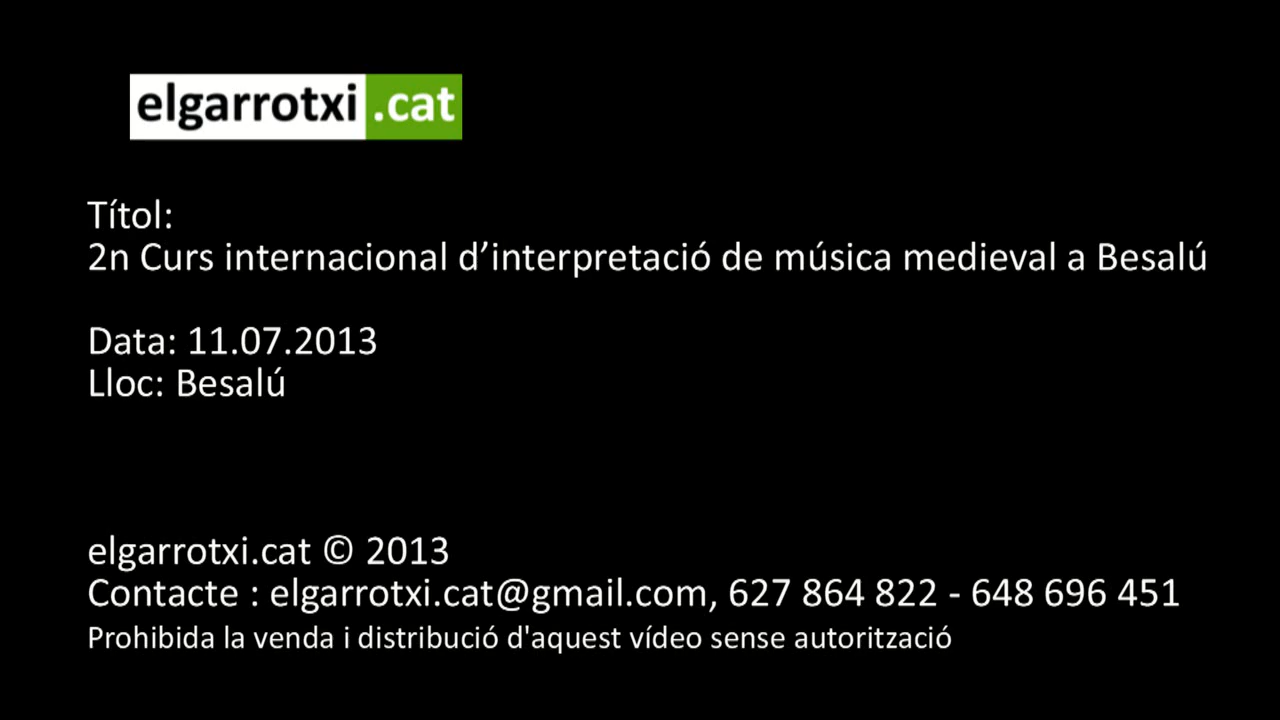 elgarrotxi.cat
Títol:
2n Curs internacional d’interpretació de música medieval a Besalú
Data: 11.07.2013
Lloc: Besalú
elgarrotxi.cat © 2013
Contacte : elgarrotxi.cat@gmail.com, 627 864 822 - 648 696 451
Prohibida la venda i distribució d'aquest vídeo sense autorització